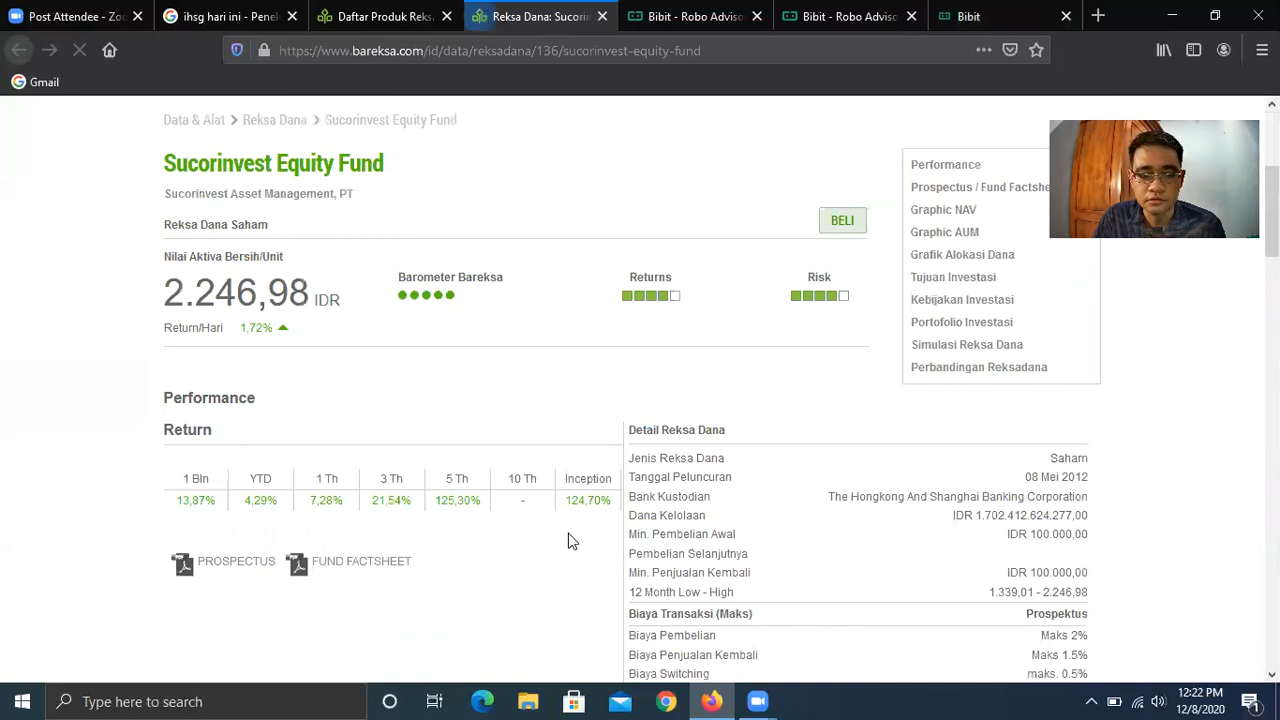 Post Attende - Zoo
ihsg hari ini - Penel
Daftar Produk Reksa
Reksa Dana: Sucorin
Bibit - Robo Advisor
Bibit - Robo Advisor
Bibit
https://www.bareksa.com/id/data/reksadana/136/sucorinvest-equity-fund
Gmail
Data & Alat > Reksa Dana > Sucorinvest Equity Fund
Sucorinvest Equity Fund
Sucorinvest Asset Management, PT
Reksa Dana Saham
BELI
Nilai Aktiva Bersih/Unit
2.246,98 IDR
Return/Hari 1,72%
Barometer Bareksa
Returns
Risk
Performance
Prospectus / Fund Factshe
Graphic NAV
Graphic AUM
Grafik Alokasi Dana
Tujuan Investasi
Kebijakan Investasi
Portofolio Investasi
Simulasi Reksa Dana
Perbandingan Reksadana
Performance
Return
1 Bln YTD 1 Th 3 Th 5 Th 10 Th Inception
13,87% 4,29% 7,28% 21,54% 125,30% - 124,70%
PROSPECTUS FUND FACTSHEET
Detail Reksa Dana
Jenis Reksa Dana Saham
Tanggal Peluncuran 08 Mei 2012
Bank Kustodian The Hongkong And Shanghai Banking Corporation
Dana Kelolaan IDR 1.702.412.624.277,00
Min. Pembelian Awal IDR 100.000,00
Pembelian Selanjutnya
Min. Penjualan Kembali IDR 100.000,00
12 Month Low - High 1.339,01 - 2.246,98
Biaya Transaksi (Maks) Prospektus
Biaya Pembelian Maks 2%
Biaya Penjualan Kembali Maks 1.5%
Biaya Switching maks. 0.5%
Type here to search
12:22 PM
12/8/2020
1